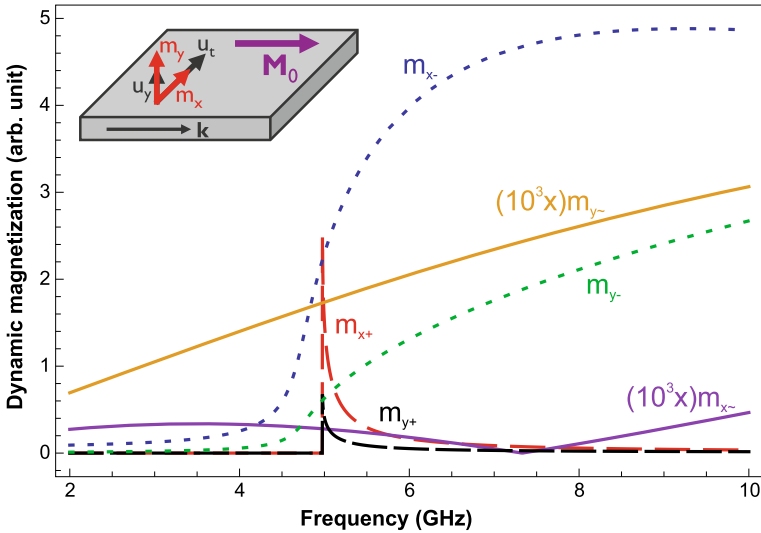 5
4
3
2
1
0
2
4
6
8
10
Dynamic magnetization (arb. unit)
Frequency (GHz)
m_y
u_t
u_y
m_x
M_0
k
m_x-
(10^3x)m_y~
m_y-
m_x+
m_y+
(10^3x)m_x~